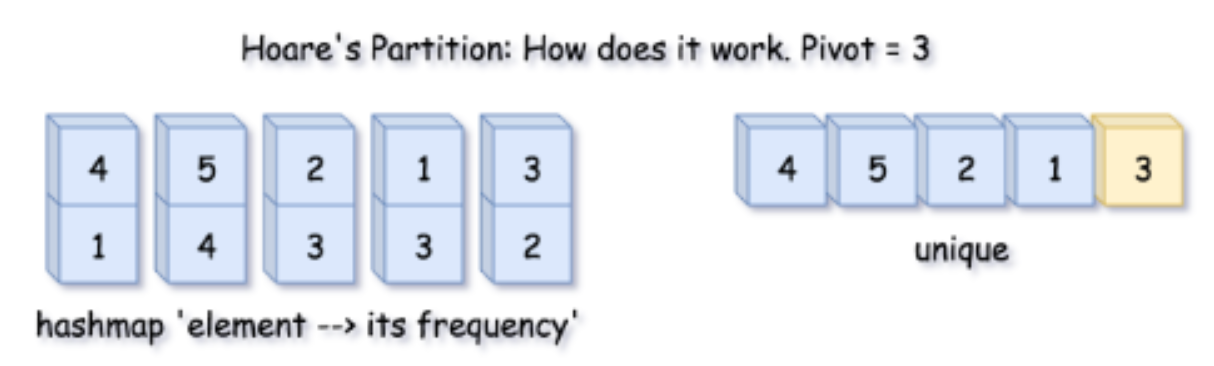 Hoare's Partition: How does it work. Pivot = 3
4 5 2 1 3
1 4 3 3 2
hashmap 'element --> its frequency'
4 5 2 1 3
unique